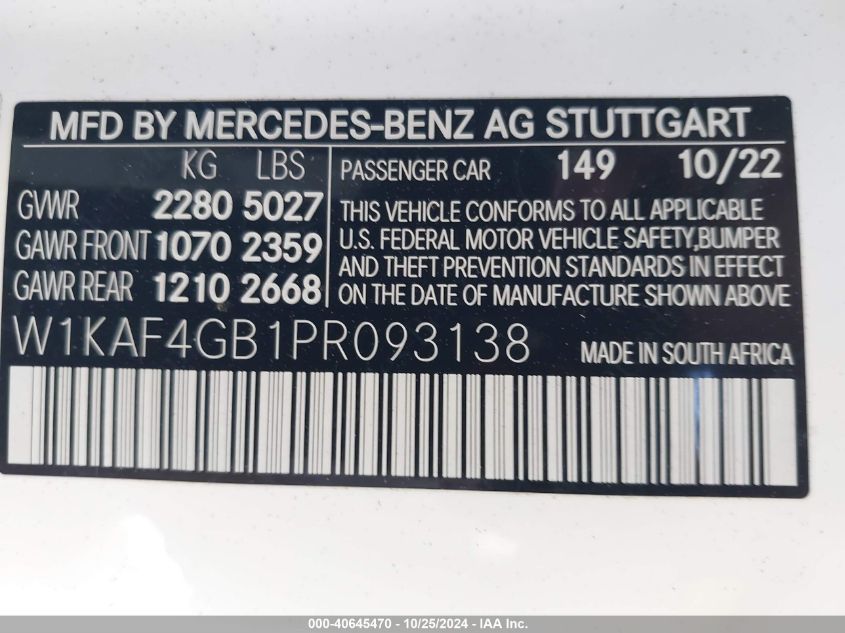 MFD BY MERCEDES-BENZ AG STUTTGART
KG LBS
GVWR 2280 5027
GAWR FRONT 1070 2359
GAWR REAR 1210 2668
PASSENGER CAR 149 10/22
THIS VEHICLE CONFORMS TO ALL APPLICABLE
U.S. FEDERAL MOTOR VEHICLE SAFETY,BUMPER
AND THEFT PREVENTION STANDARDS IN EFFECT
ON THE DATE OF MANUFACTURE SHOWN ABOVE
W1KAF4GB1PR093138 MADE IN SOUTH AFRICA
000-40645470 - 10/25/2024 - IAA Inc.